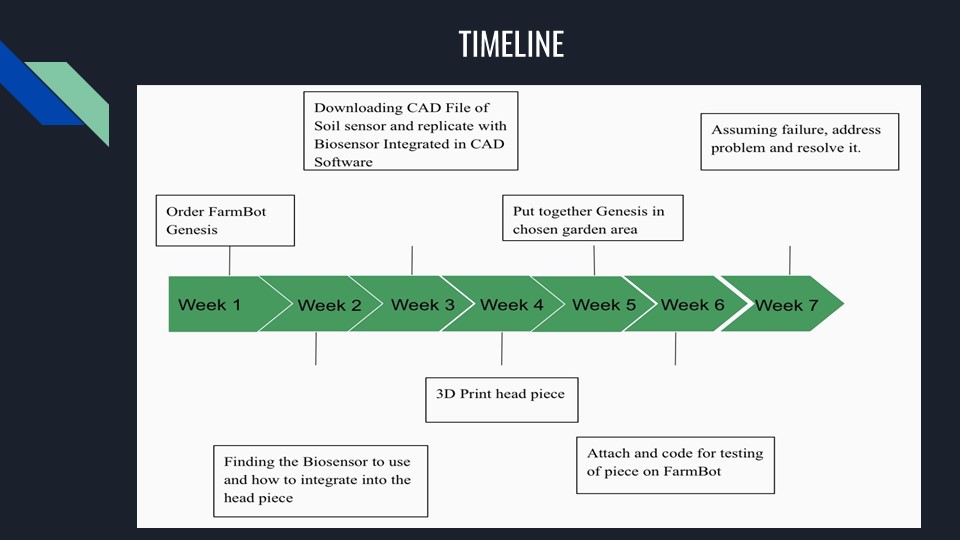 TIMELINE
Downloading CAD File of
Soil sensor and replicate with
Biosensor Integrated in CAD
Software
Assuming failure, address
problem and resolve it.
Order FarmBot
Genesis
Put together Genesis in
chosen garden area
Week 1
Week 2
Week 3
Week 4
Week 5
Week 6
Week 7
3D Print head piece
Finding the Biosensor to use
and how to integrate into the
head piece
Attach and code for testing
of piece on FarmBot